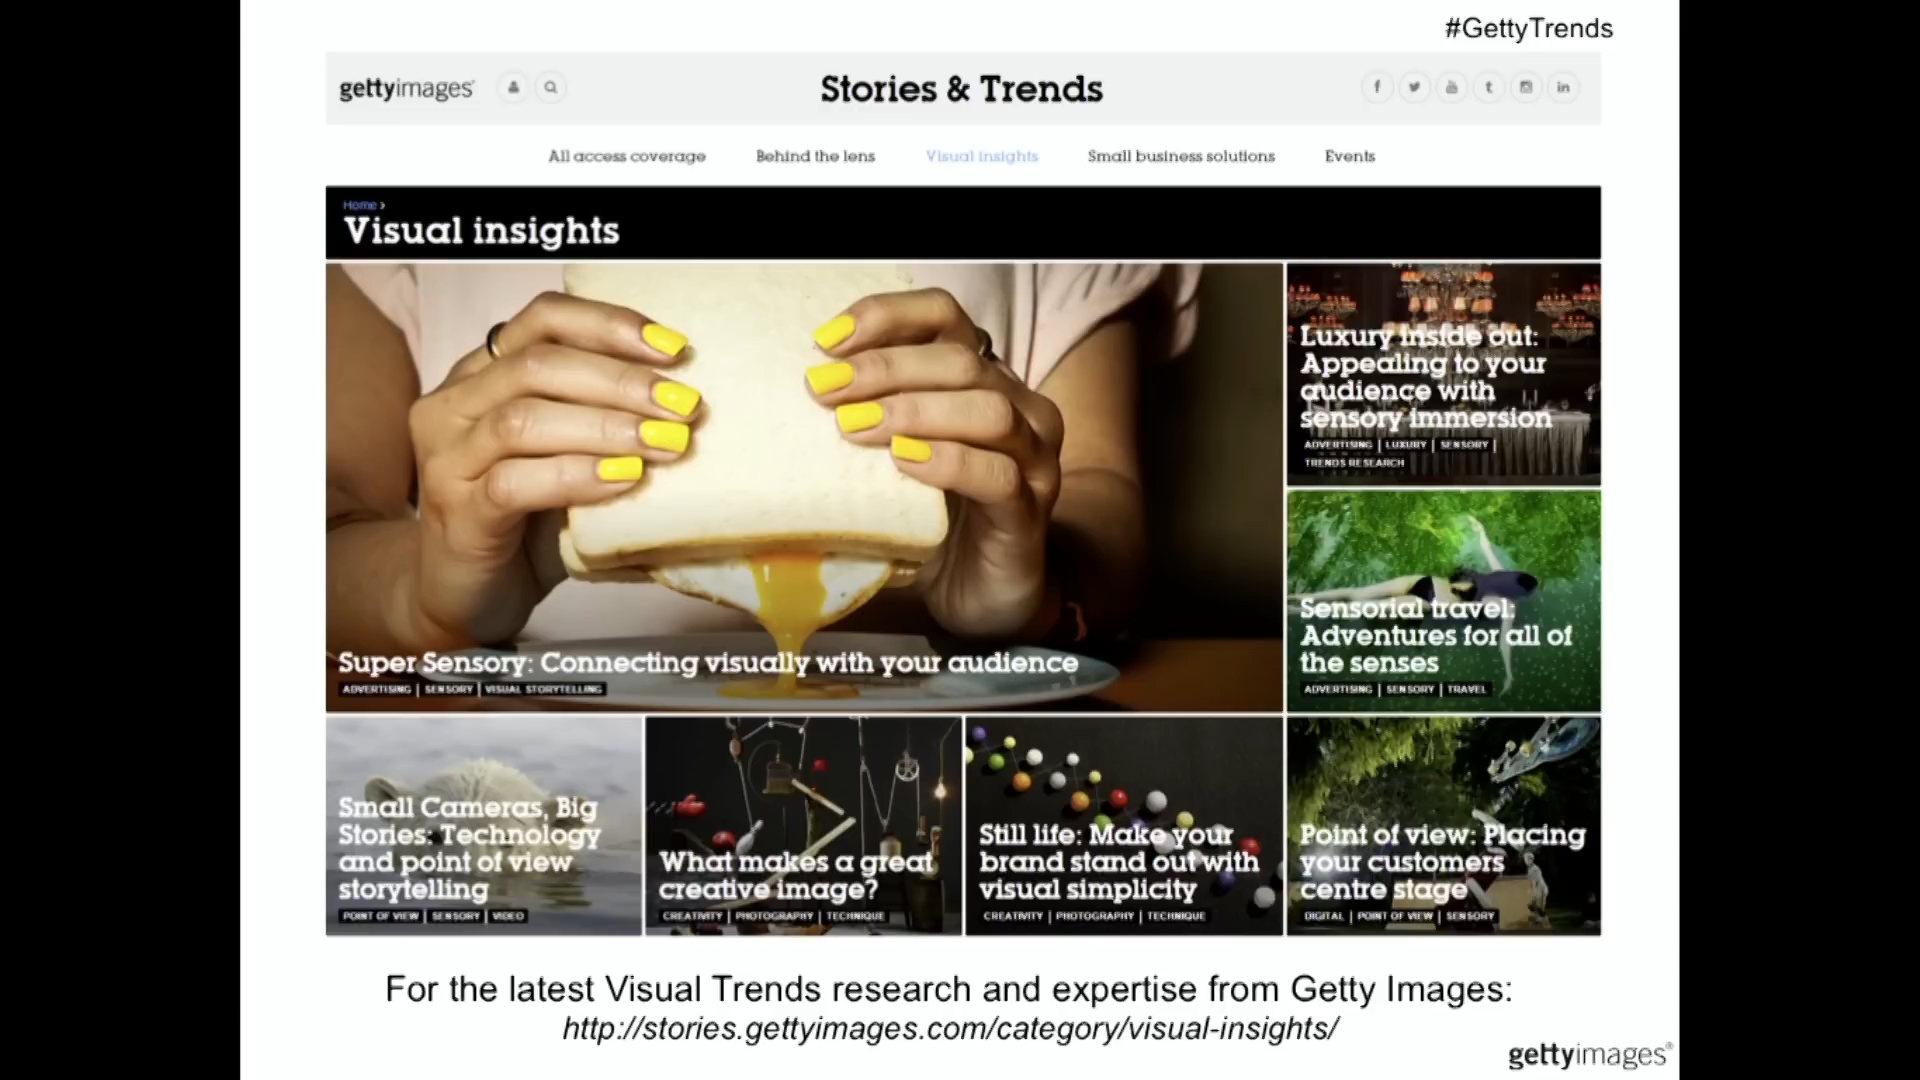 #GettyTrends
gettyimages
Stories & Trends
All access coverage
Behind the lens
Visual insights
Small business solutions
Events
Home ›
Visual insights
Super Sensory: Connecting visually with your audience
ADVERTISING | SENSORY | VISUAL STORYTELLING
Luxury inside out:
Appealing to your
audience with
sensory immersion
ADVERTISING | LUXURY | SENSORY |
TRENDS RESEARCH
Sensorial travel:
Adventures for all of
the senses
ADVERTISING | SENSORY | TRAVEL
Small Cameras, Big
Stories: Technology
and point of view
storytelling
POINT OF VIEW | SENSORY | VIDEO
What makes a great
creative image?
CREATIVITY | PHOTOGRAPHY | TECHNIQUE
Still life: Make your
brand stand out with
visual simplicity
CREATIVITY | PHOTOGRAPHY | TECHNIQUE
Point of view: Placing
your customers
centre stage
DIGITAL | POINT OF VIEW | SENSORY
For the latest Visual Trends research and expertise from Getty Images:
http://stories.gettyimages.com/category/visual-insights/
gettyimages®